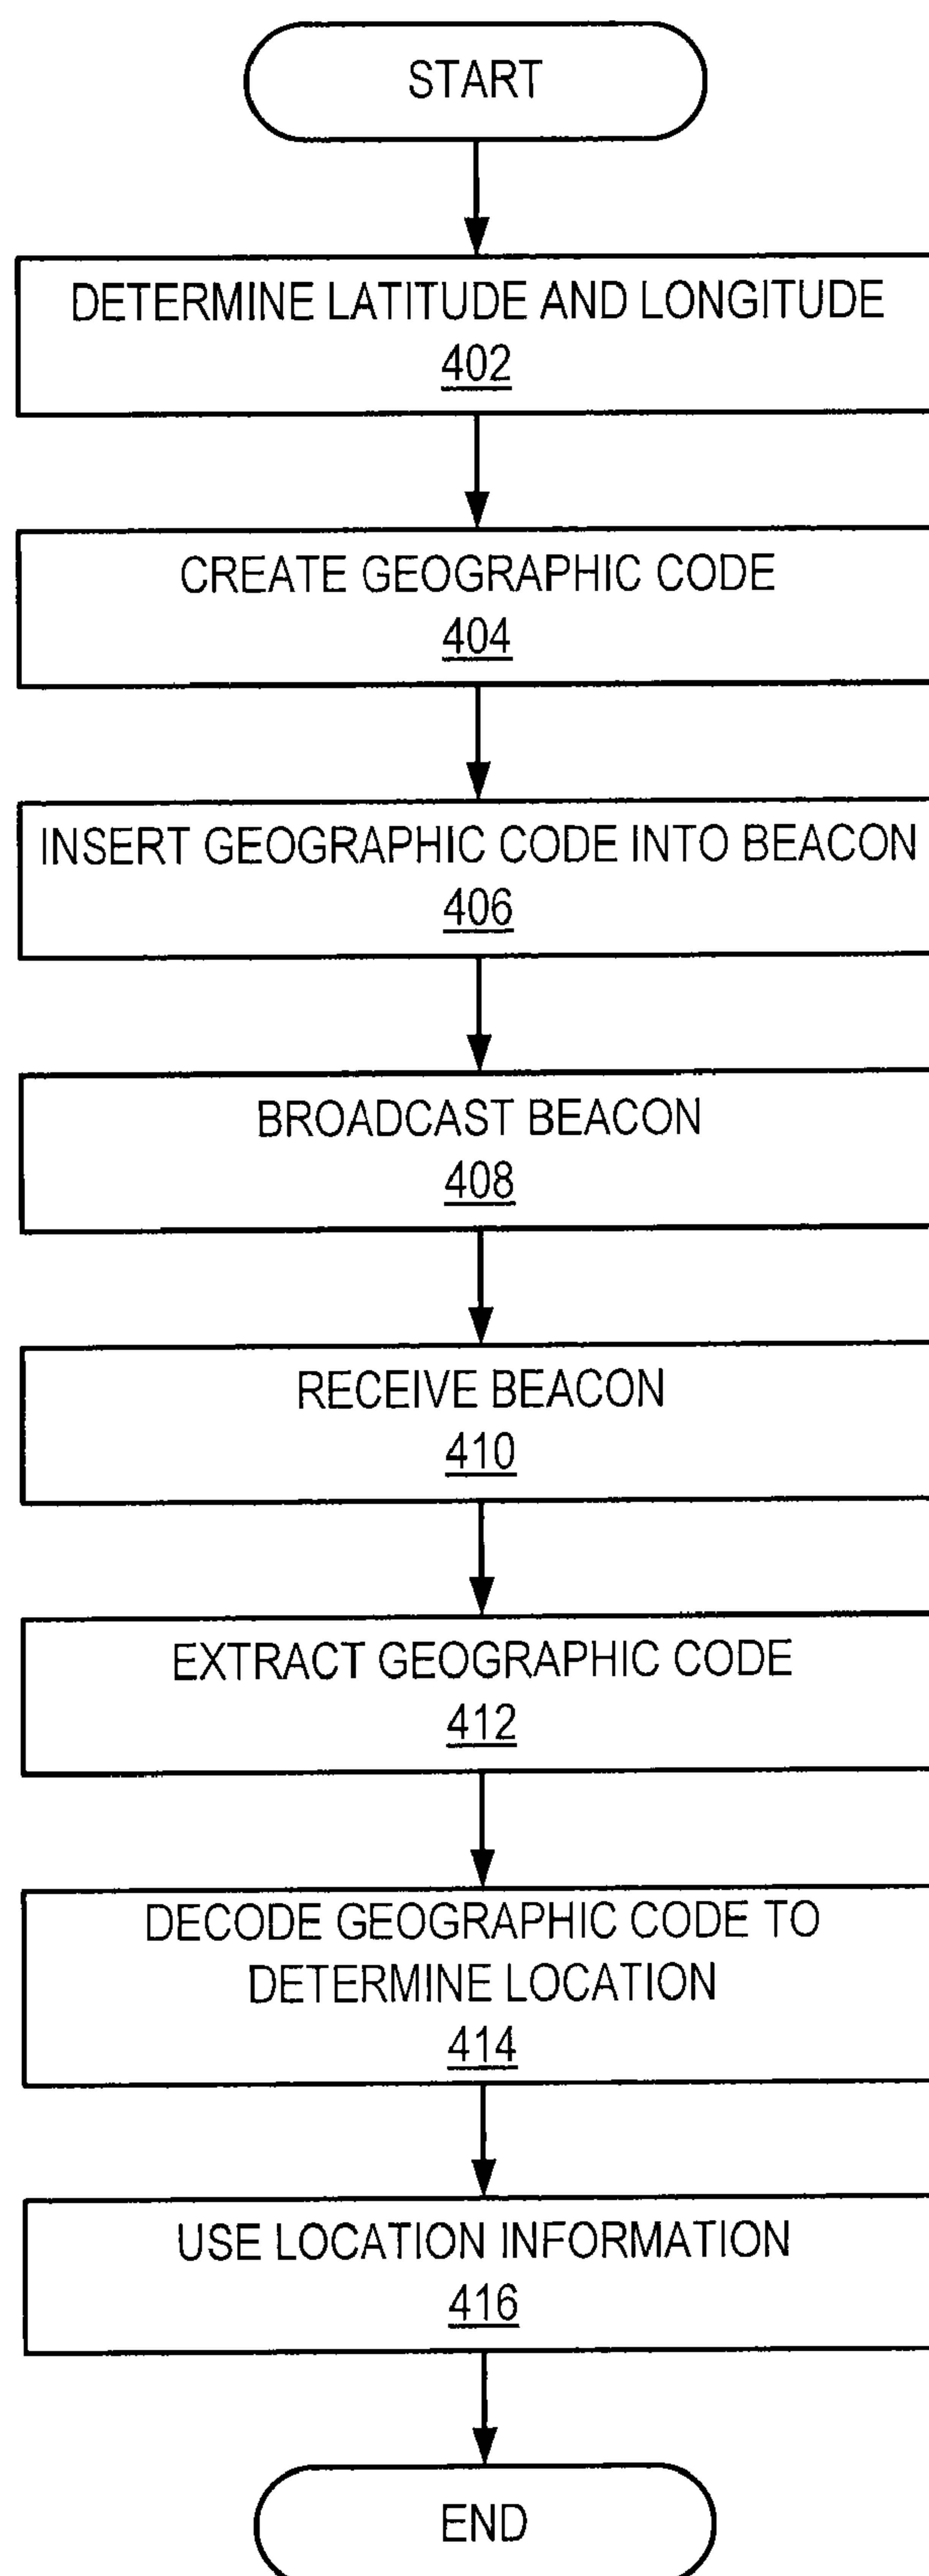 START
DETERMINE LATITUDE AND LONGITUDE
402
CREATE GEOGRAPHIC CODE
404
INSERT GEOGRAPHIC CODE INTO BEACON
406
BROADCAST BEACON
408
RECEIVE BEACON
410
EXTRACT GEOGRAPHIC CODE
412
DECODE GEOGRAPHIC CODE TO
DETERMINE LOCATION
414
USE LOCATION INFORMATION
416
END